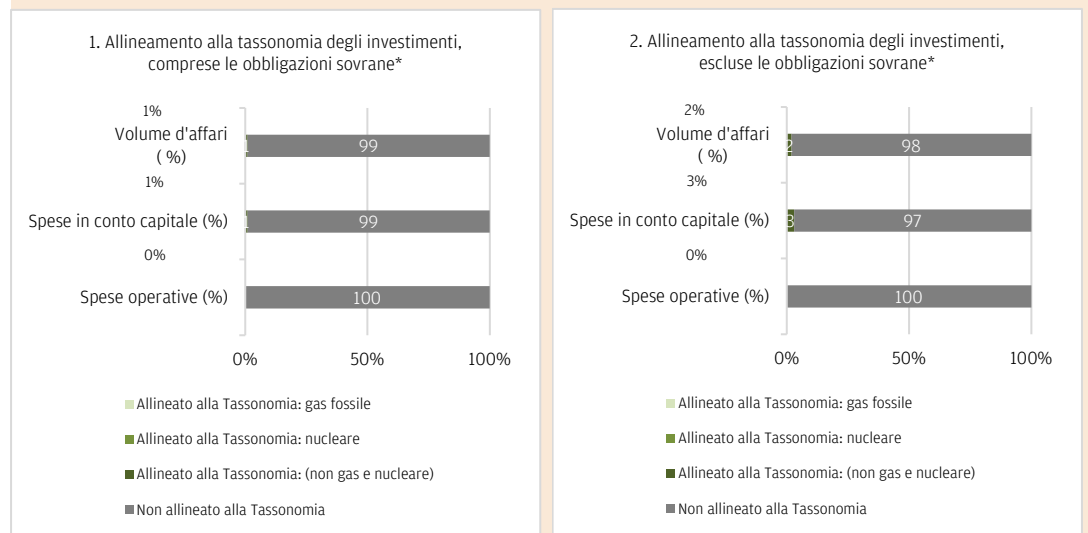 1. Allineamento alla tassonomia degli investimenti,
comprese le obbligazioni sovrane*
1%
Volume d'affari
( %)
1
99
1%
Spese in conto capitale (%)
1
99
0%
Spese operative (%)
100
0%
50%
100%
Allineato alla Tassonomia: gas fossile
Allineato alla Tassonomia: nucleare
Allineato alla Tassonomia: (non gas e nucleare)
Non allineato alla Tassonomia
2. Allineamento alla tassonomia degli investimenti,
escluse le obbligazioni sovrane*
2%
Volume d'affari
( %)
2
98
3%
Spese in conto capitale (%)
3
97
0%
Spese operative (%)
100
0%
50%
100%
Allineato alla Tassonomia: gas fossile
Allineato alla Tassonomia: nucleare
Allineato alla Tassonomia: (non gas e nucleare)
Non allineato alla Tassonomia